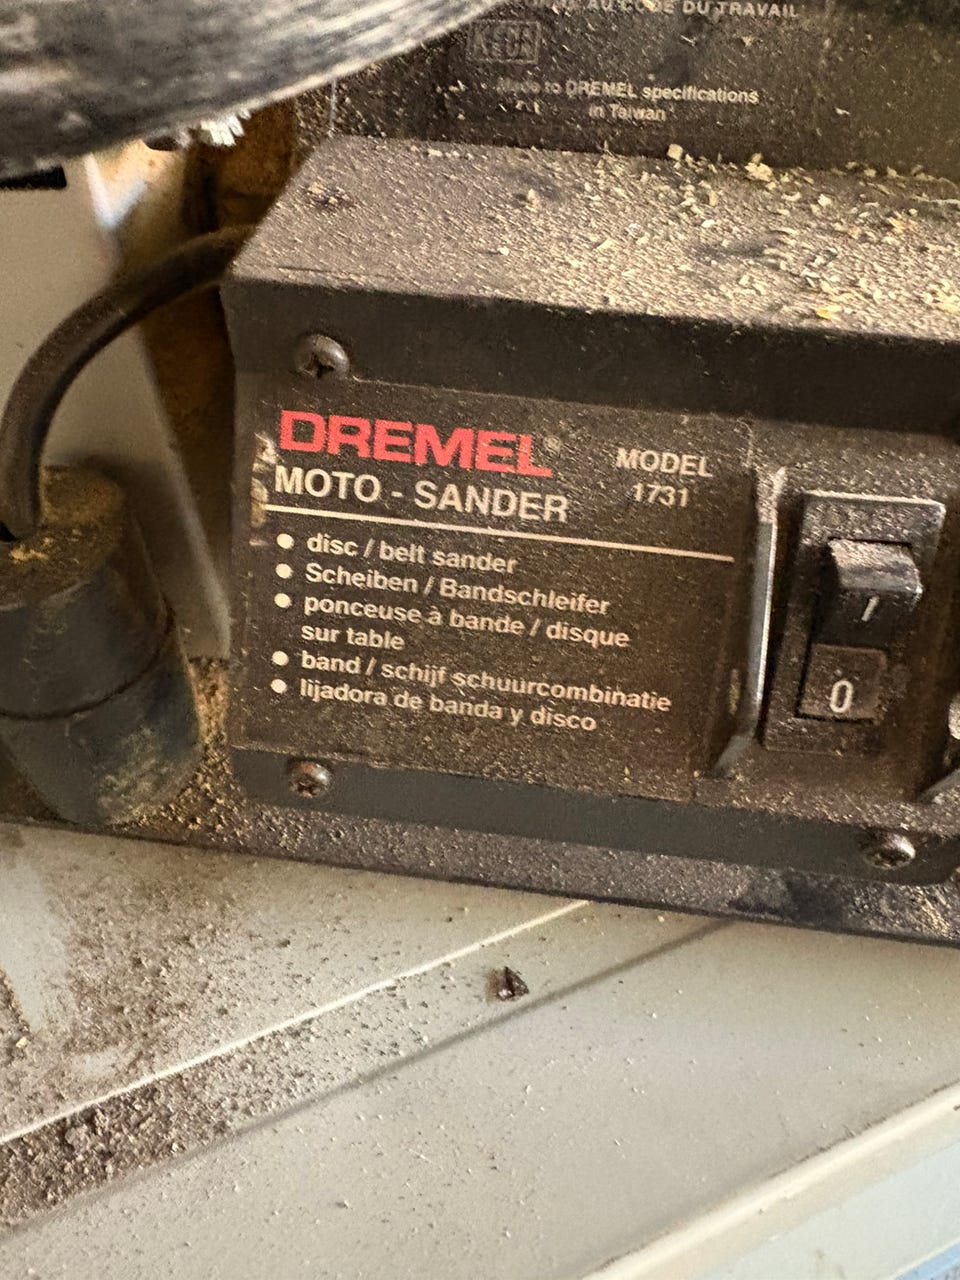 AU CODE DU TRAVAIL
Made to DREMEL specifications
in Taiwan
DREMEL®
MOTO - SANDER
MODEL
1731
• disc / belt sander
• Scheiben / Bandschleifer
• ponceuse à bande / disque
sur table
• band / schijf schuurcombinatie
• lijadora de banda y disco
I
0